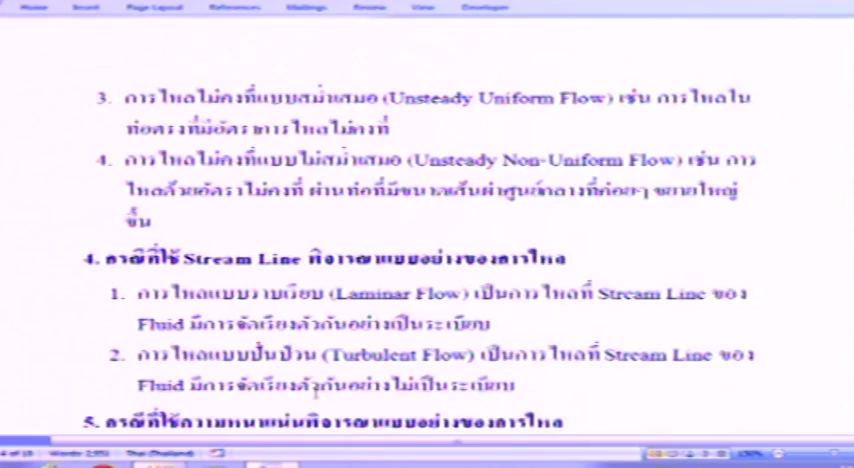 Home Insert Page Layout References Mailings Review View Developer
3. การไหลไม่คงที่แบบสม่ำเสมอ (Unsteady Uniform Flow) เช่น การไหลใน
ท่อตรงที่มีอัตราการไหลไม่คงที่
4. การไหลไม่คงที่แบบไม่สม่ำเสมอ (Unsteady Non-Uniform Flow) เช่น การ
ไหลด้วยอัตราไม่คงที่ ผ่านท่อที่มีขนาดเส้นผ่าศูนย์กลางที่ค่อยๆ ขยายใหญ่
ขึ้น
4. กรณีที่ใช้ Stream Line พิจารณาแบบอย่างของการไหล
1. การไหลแบบราบเรียบ (Laminar Flow) เป็นการไหลที่ Stream Line ของ
Fluid มีการจัดเรียงตัวกันอย่างเป็นระเบียบ
2. การไหลแบบปั่นป่วน (Turbulent Flow) เป็นการไหลที่ Stream Line ของ
Fluid มีการจัดเรียงตัวกันอย่างไม่เป็นระเบียบ
5. กรณีที่ใช้ความหนาแน่นพิจารณาแบบอย่างของการไหล
Words: Thai (Thailand) 150%